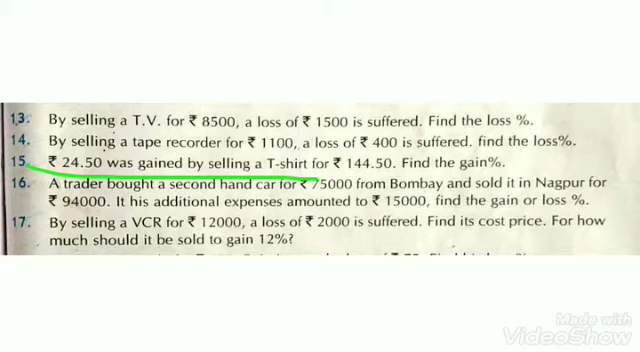 13. By selling a T.V. for ₹ 8500, a loss of ₹ 1500 is suffered. Find the loss %.
14. By selling a tape recorder for ₹ 1100, a loss of ₹ 400 is suffered. find the loss%.
15. ₹ 24.50 was gained by selling a T-shirt for ₹ 144.50. Find the gain%.
16. A trader bought a second hand car for ₹ 75000 from Bombay and sold it in Nagpur for
₹ 94000. It his additional expenses amounted to ₹ 15000, find the gain or loss %.
17. By selling a VCR for ₹ 12000, a loss of ₹ 2000 is suffered. Find its cost price. For how
much should it be sold to gain 12%?
Made with
VideoShow